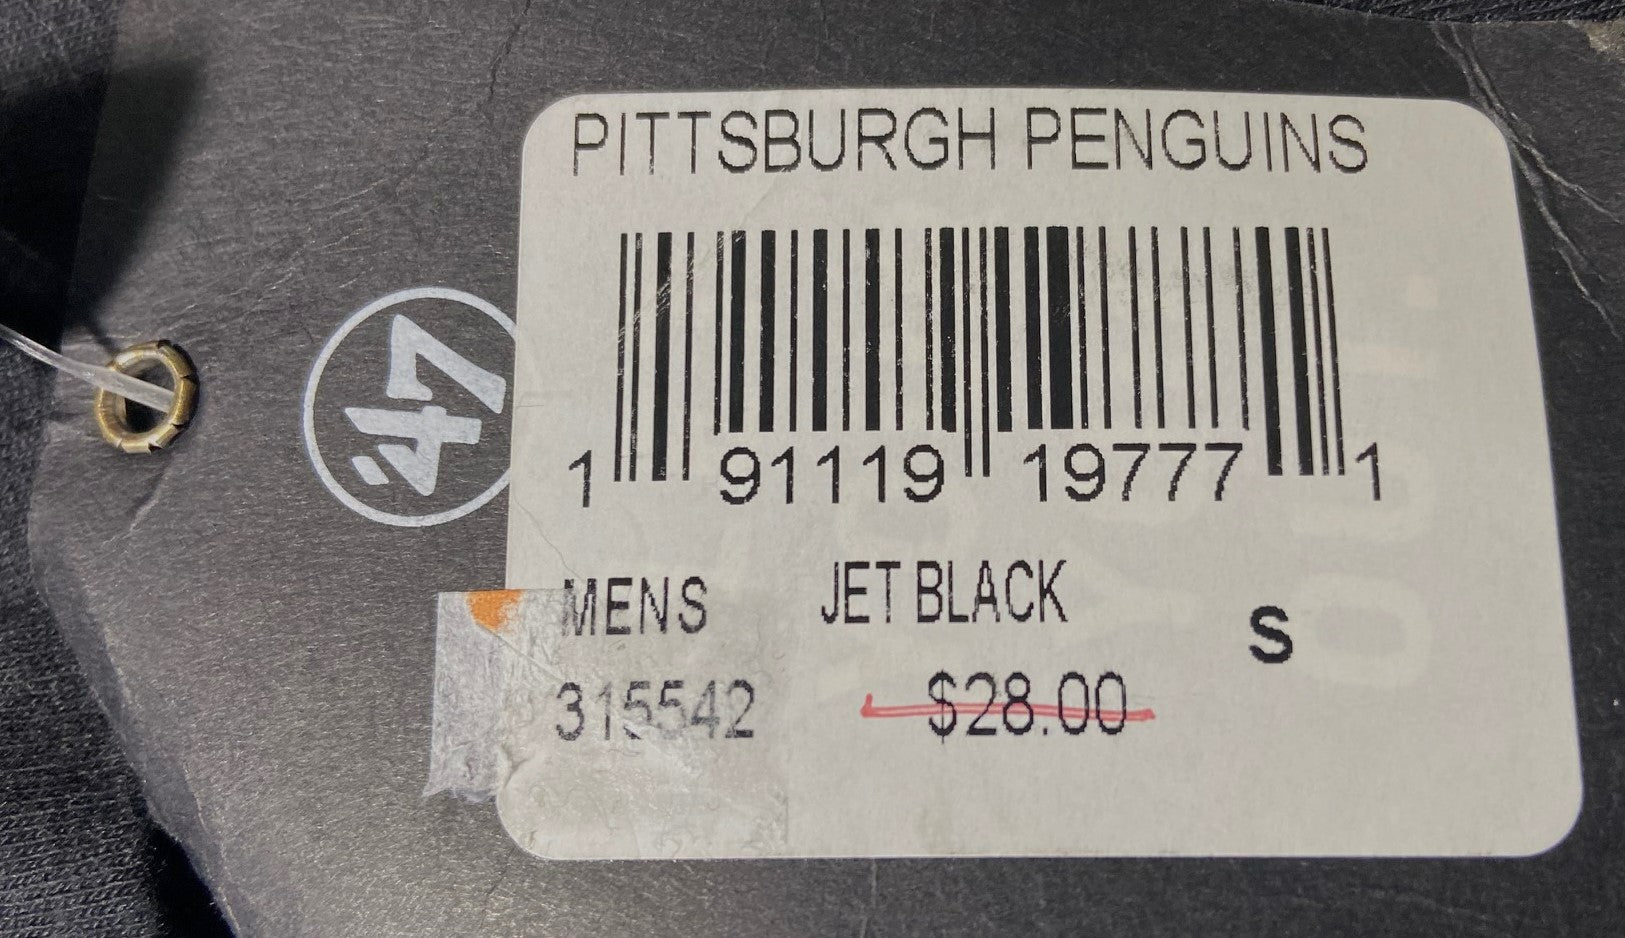 PITTSBURGH PENGUINS
'47
1 91119 19777 1
MENS JET BLACK S
315542 $28.00